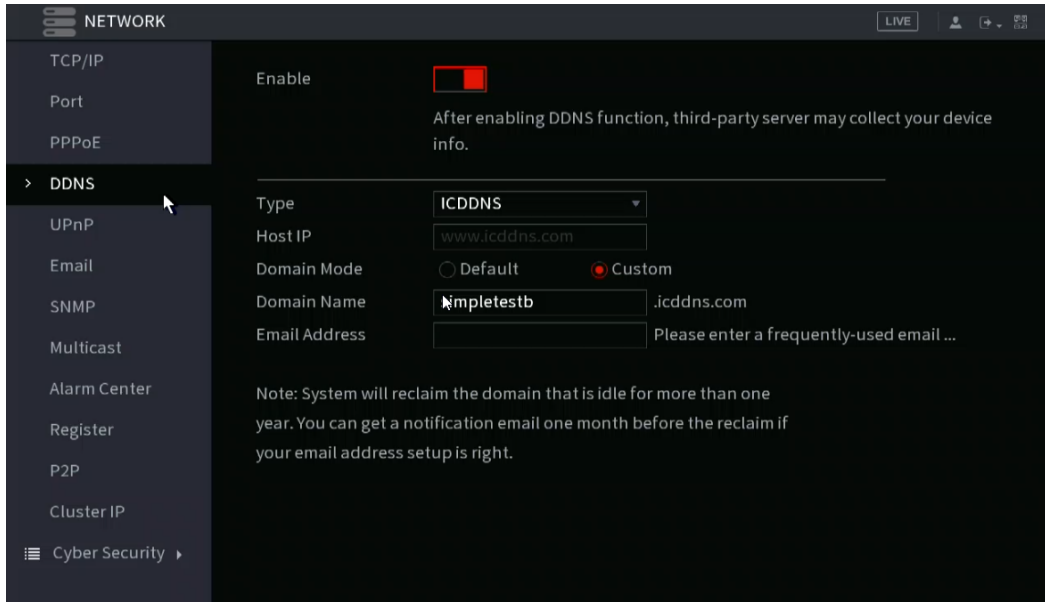 NETWORK
LIVE
TCP/IP
Port
PPPoE
DDNS
UPnP
Email
SNMP
Multicast
Alarm Center
Register
P2P
Cluster IP
Cyber Security
Enable
After enabling DDNS function, third-party server may collect your device
info.
Type ICDDNS
Host IP www.icddns.com
Domain Mode Default Custom
Domain Name .icddns.com
Email Address Please enter a frequently-used email ...
Note: System will reclaim the domain that is idle for more than one
year. You can get a notification email one month before the reclaim if
your email address setup is right.